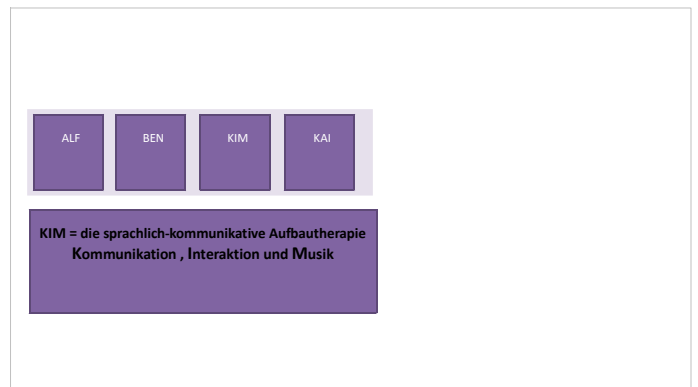 ALF BEN KIM KAI
KIM = die sprachlich-kommunikative Aufbautherapie
Kommunikation , Interaktion und Musik